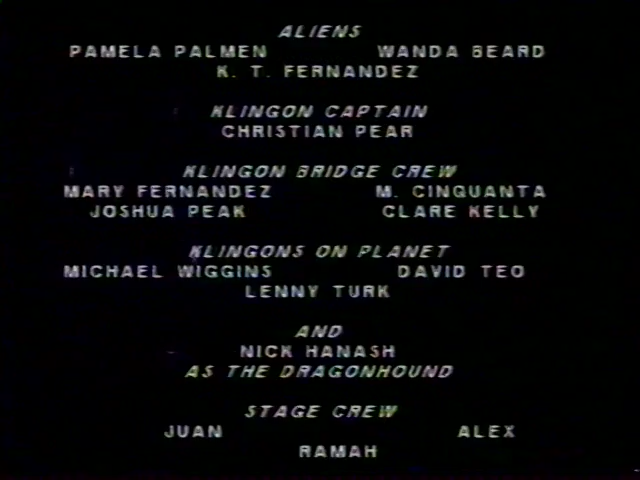 ALIENS
PAMELA PALMEN WANDA BEARD
K. T. FERNANDEZ
KLINGON CAPTAIN
CHRISTIAN PEAR
KLINGON BRIDGE CREW
MARY FERNANDEZ M. CINQUANTA
JOSHUA PEAK CLARE KELLY
KLINGONS ON PLANET
MICHAEL WIGGINS DAVID TEO
LENNY TURK
AND
NICK HANASH
AS THE DRAGONHOUND
STAGE CREW
JUAN ALEX
RAMAH